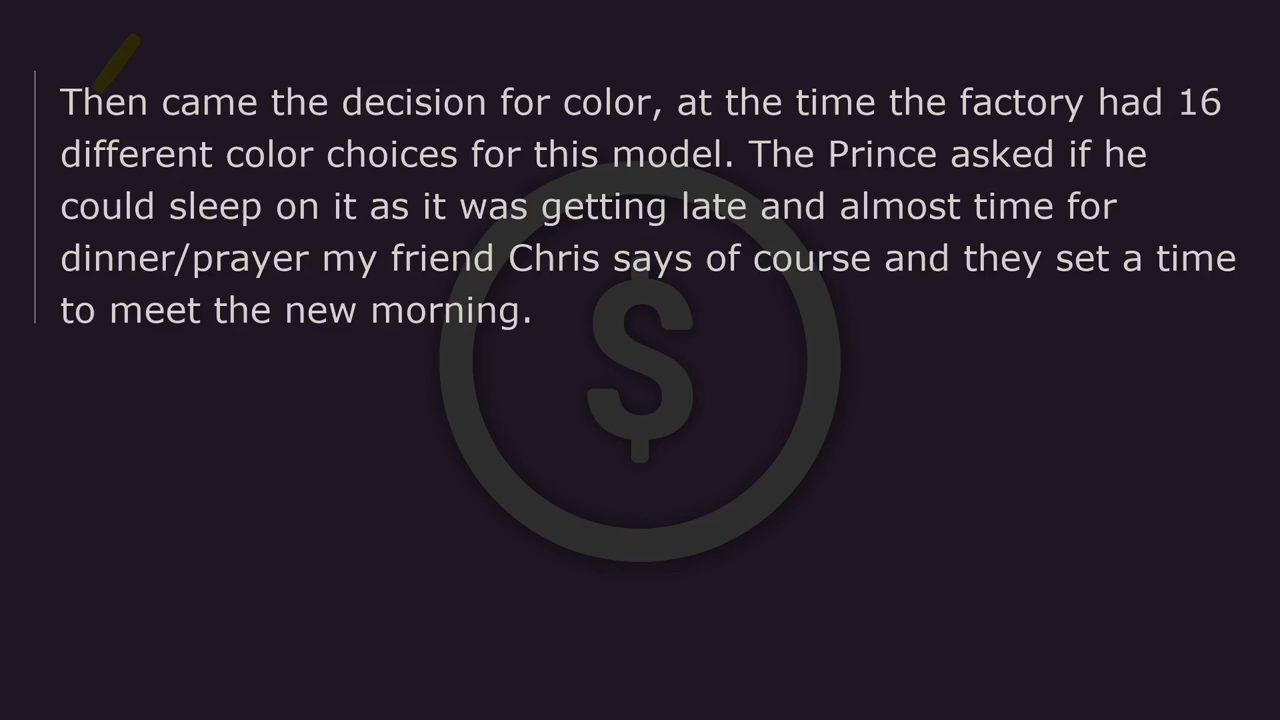 Then came the decision for color, at the time the factory had 16
different color choices for this model. The Prince asked if he
could sleep on it as it was getting late and almost time for
dinner/prayer my friend Chris says of course and they set a time
to meet the new morning.
$